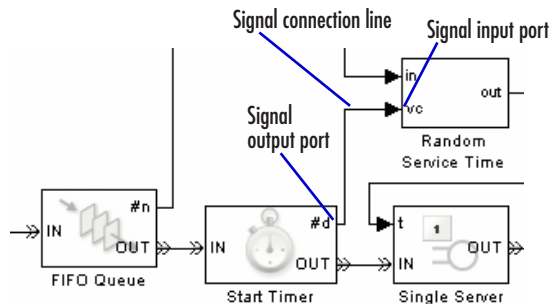 Signal connection line
Signal input port
in
out
vc
Signal
output port
Random
Service Time
#n
IN
OUT
FIFO Queue
#d
IN
OUT
Start Timer
t
1
IN
OUT
Single Server